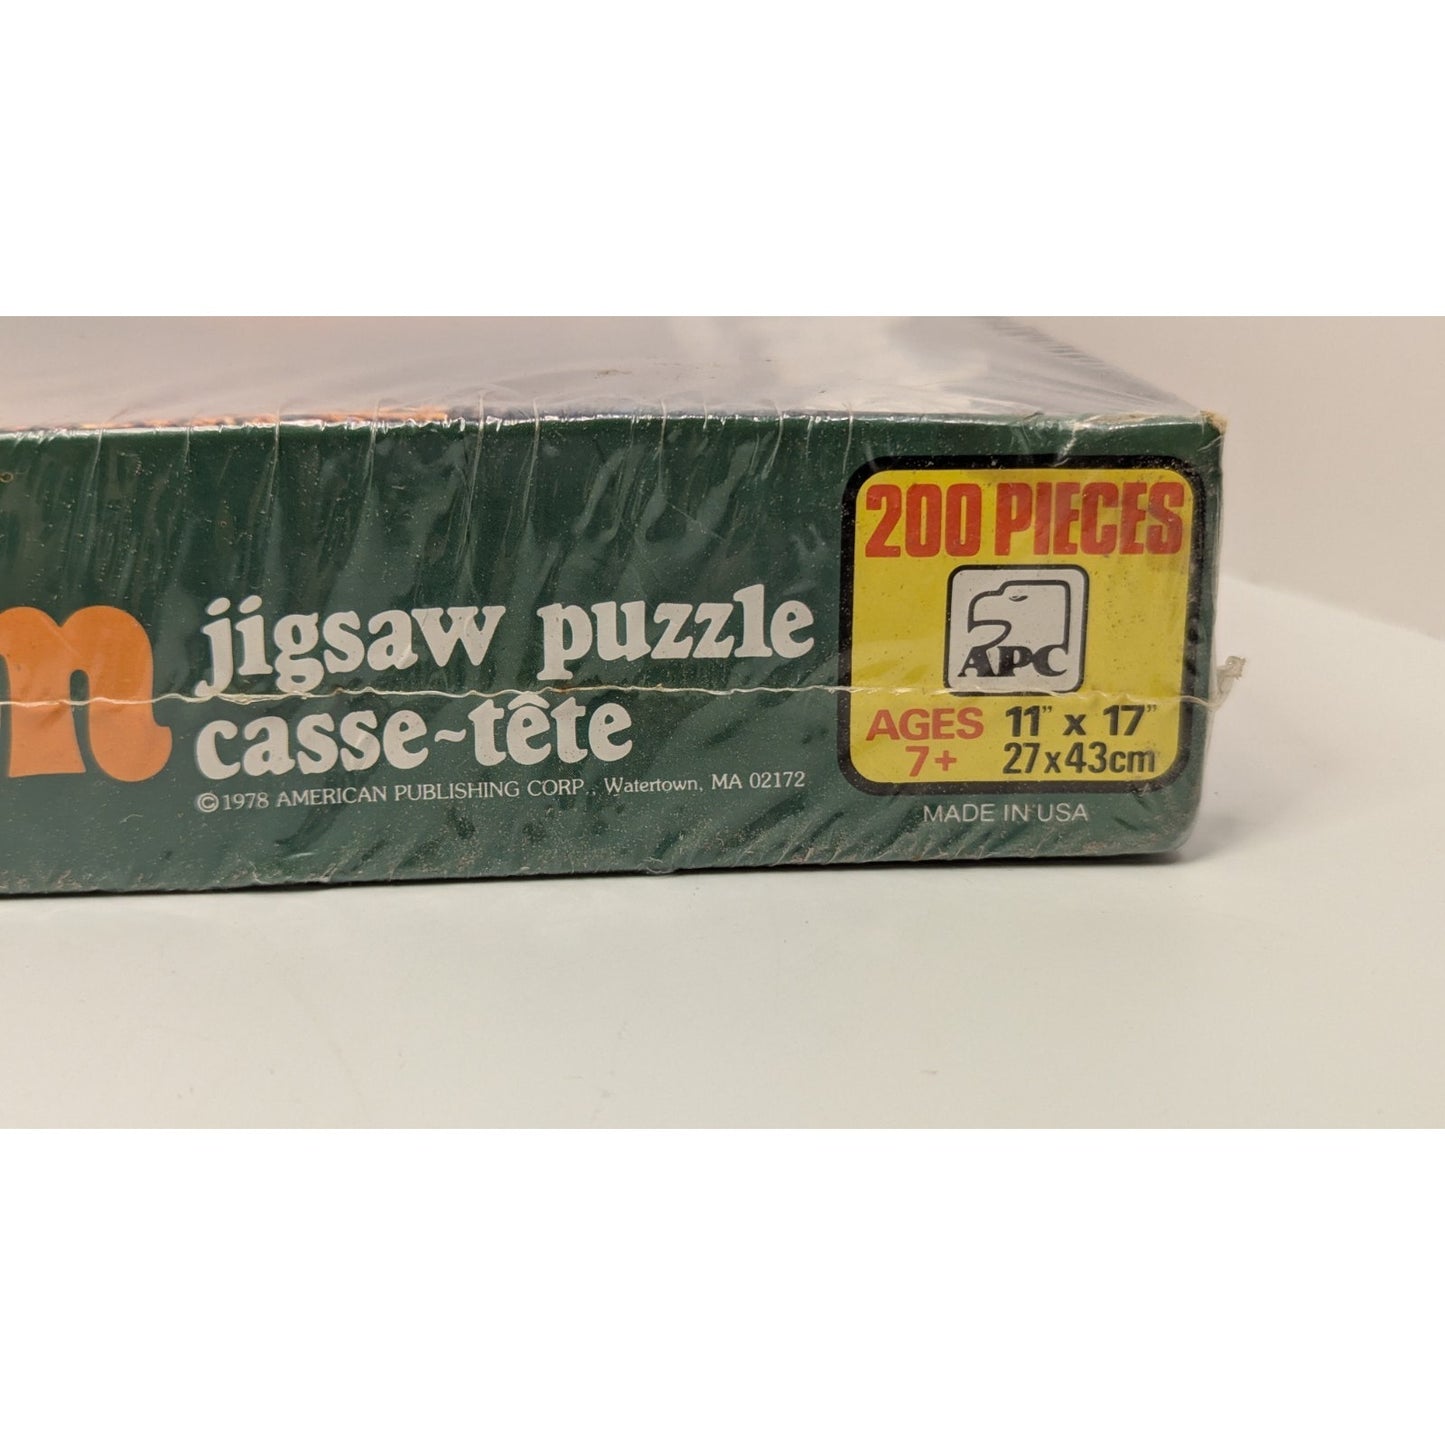 jigsaw puzzle
casse-tête
© 1978 AMERICAN PUBLISHING CORP., Watertown, MA 02172
200 PIECES
APC
AGES 11" x 17"
7+ 27x43cm
MADE IN USA